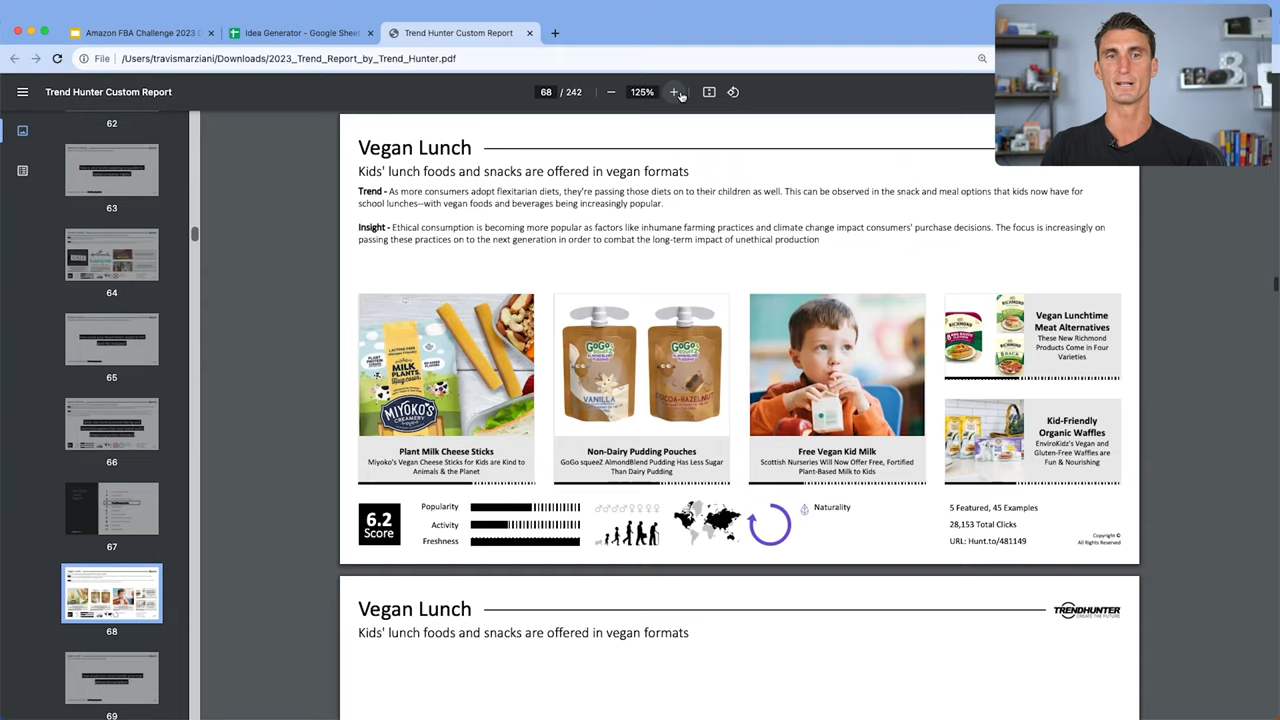 Amazon FBA Challenge 2023 D
Idea Generator - Google Sheet
Trend Hunter Custom Report
File
/Users/travismarziani/Downloads/2023_Trend_Report_by_Trend_Hunter.pdf
Trend Hunter Custom Report
68 / 242
125%
62
63
64
65
66
67
68
69
Vegan Lunch
Kids' lunch foods and snacks are offered in vegan formats
Trend - As more consumers adopt flexitarian diets, they're passing those diets on to their children as well. This can be observed in the snack and meal options that kids now have for
school lunches--with vegan foods and beverages being increasingly popular.
Insight - Ethical consumption is becoming more popular as factors like inhumane farming practices and climate change impact consumers' purchase decisions. The focus is increasingly on
passing these practices on to the next generation in order to combat the long-term impact of unethical production
MILK
PLANTS
MIYOKO'S
CREAMERY
Plant Milk Cheese Sticks
Miyoko's Vegan Cheese Sticks for Kids are Kind to
Animals & the Planet
GOGO
VANILLA
GOGO
COCOA-HAZELNUT
Non-Dairy Pudding Pouches
GoGo squeeZ AlmondBlend Pudding Has Less Sugar
Than Dairy Pudding
Free Vegan Kid Milk
Scottish Nurseries Will Now Offer Free, Fortified
Plant-Based Milk to Kids
RICHMOND
Vegan Lunchtime
Meat Alternatives
These New Richmond
Products Come in Four
Varieties
Kid-Friendly
Organic Waffles
EnviroKidz's Vegan and
Gluten-Free Waffles are
Fun & Nourishing
6.2
Score
Popularity
Activity
Freshness
Naturality
5 Featured, 45 Examples
28,153 Total Clicks
URL: Hunt.to/481149
Copyright ©
All Rights Reserved
Vegan Lunch
TRENDHUNTER
CREATE THE FUTURE
Kids' lunch foods and snacks are offered in vegan formats